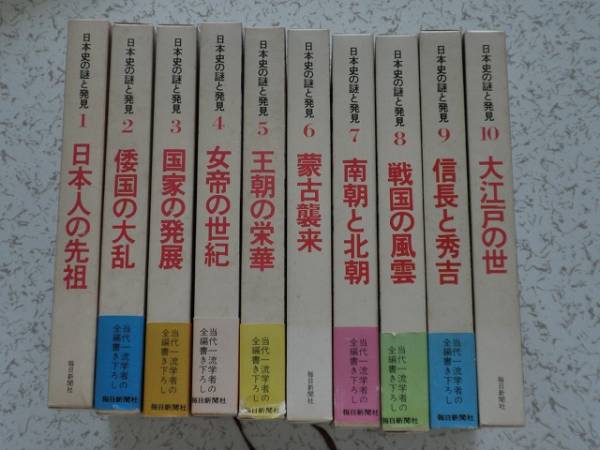 日本史の謎と発見
1
日本人の先祖
毎日新聞社
日本史の謎と発見
2
倭国の大乱
当代一流学者の
全編書き下ろし
毎日新聞社
日本史の謎と発見
3
国家の発展
当代一流学者の
全編書き下ろし
毎日新聞社
日本史の謎と発見
4
女帝の世紀
当代一流学者の
全編書き下ろし
毎日新聞社
日本史の謎と発見
5
王朝の栄華
当代一流学者の
全編書き下ろし
毎日新聞社
日本史の謎と発見
6
蒙古襲来
毎日新聞社
日本史の謎と発見
7
南朝と北朝
当代一流学者の
全編書き下ろし
毎日新聞社
日本史の謎と発見
8
戦国の風雲
当代一流学者の
全編書き下ろし
毎日新聞社
日本史の謎と発見
9
信長と秀吉
当代一流学者の
全編書き下ろし
毎日新聞社
日本史の謎と発見
10
大江戸の世
毎日新聞社